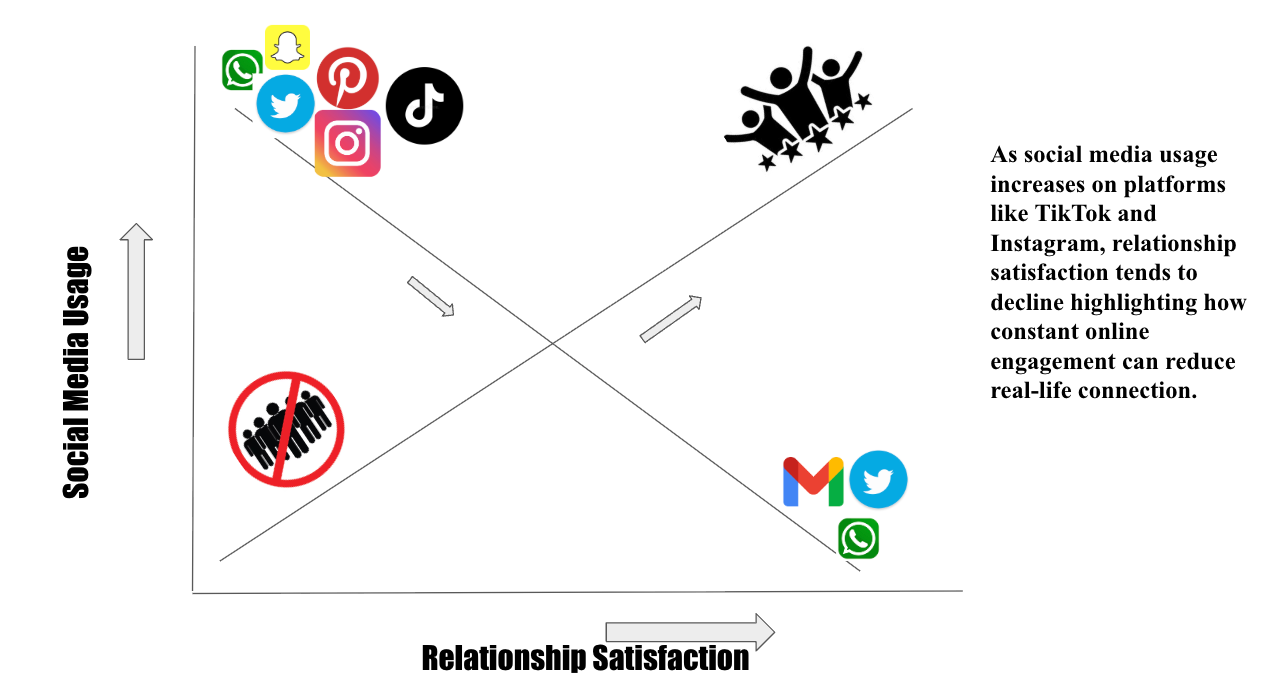 Social Media Usage
As social media usage
increases on platforms
like TikTok and
Instagram, relationship
satisfaction tends to
decline highlighting how
constant online
engagement can reduce
real-life connection.
Relationship Satisfaction